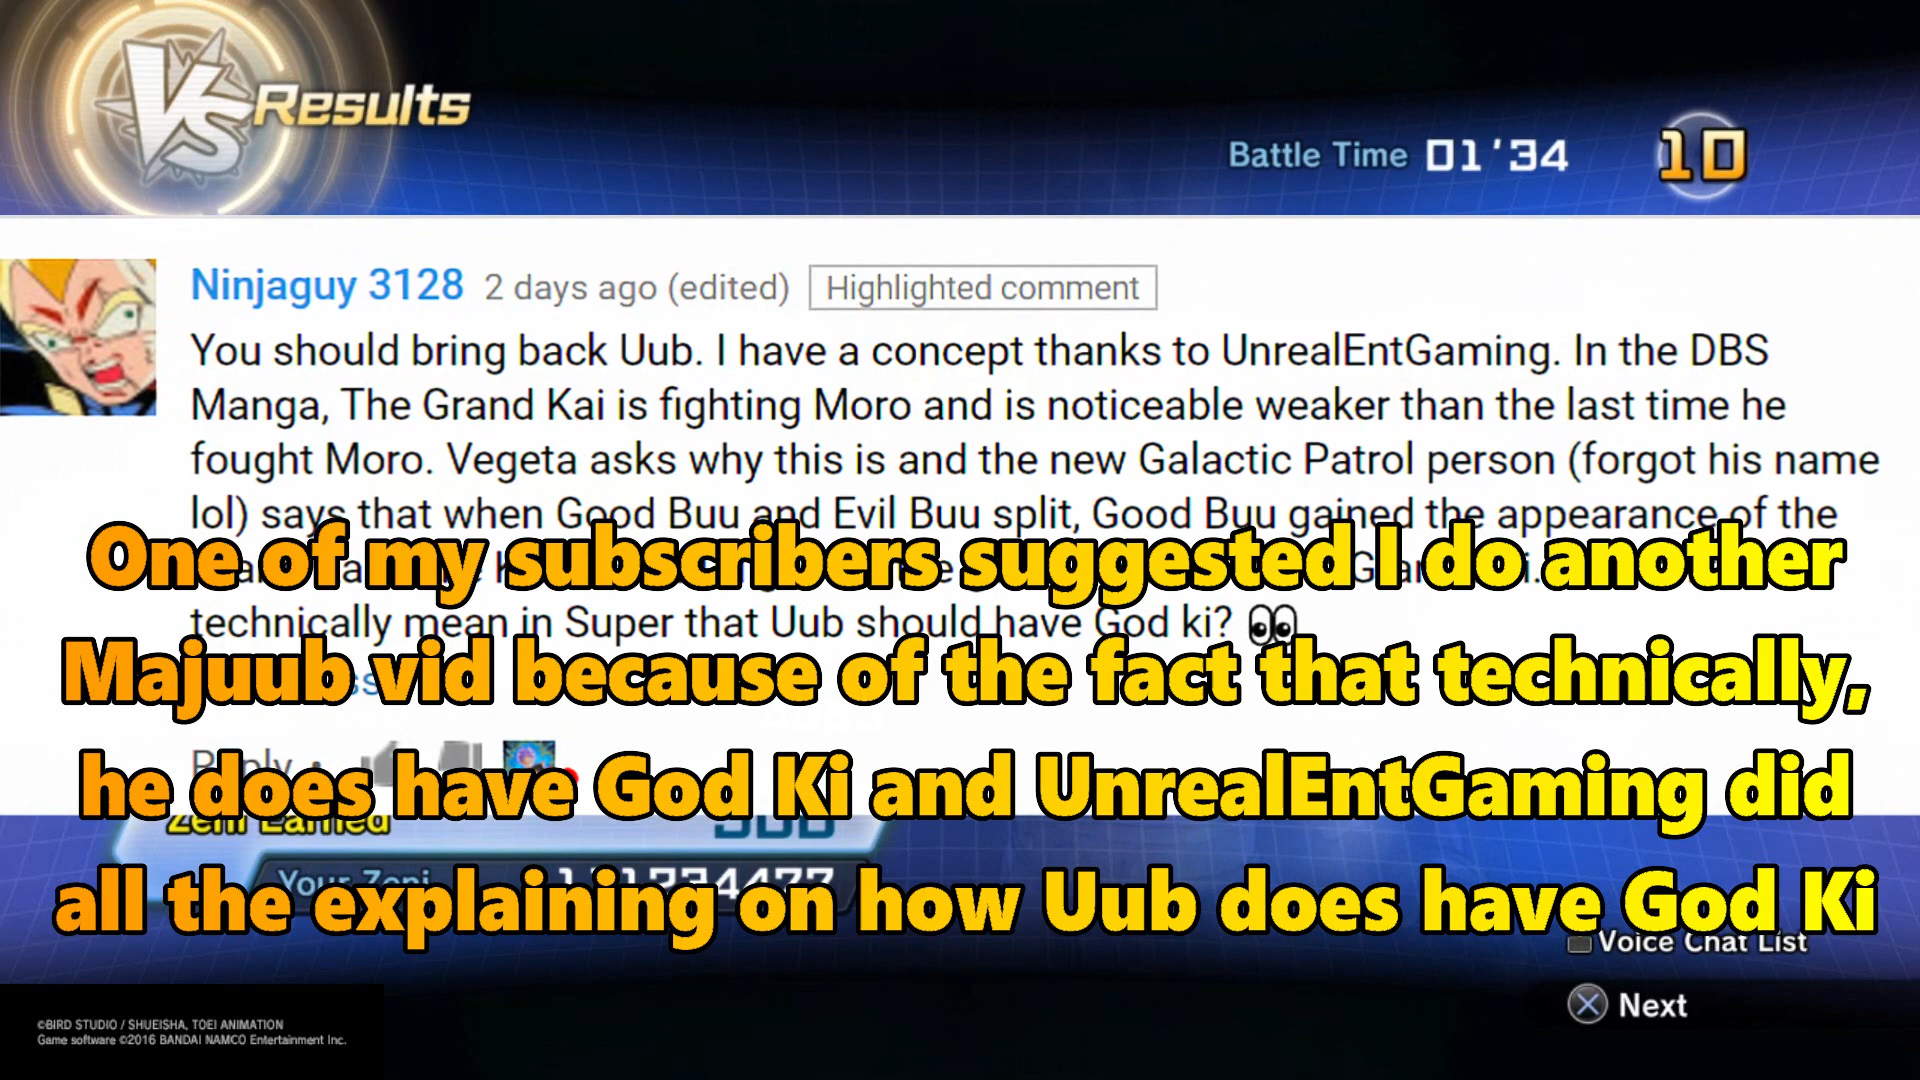 VS Results
Battle Time 01'34
10
Ninjaguy 3128 2 days ago (edited) Highlighted comment
You should bring back Uub. I have a concept thanks to UnrealEntGaming. In the DBS
Manga, The Grand Kai is fighting Moro and is noticeable weaker than the last time he
fought Moro. Vegeta asks why this is and the new Galactic Patrol person (forgot his name
lol) says that when Good Buu and Evil Buu split, Good Buu gained the appearance of the
technically mean in Super that Uub should have God ki? 👀
One of my subscribers suggested I do another
Majuub vid because of the fact that technically,
he does have God Ki and UnrealEntGaming did
all the explaining on how Uub does have God Ki
Reply
Zeni Earned
Your Zeni
Voice Chat List
Next
©BIRD STUDIO / SHUEISHA, TOEI ANIMATION
Game software ©2016 BANDAI NAMCO Entertainment Inc.